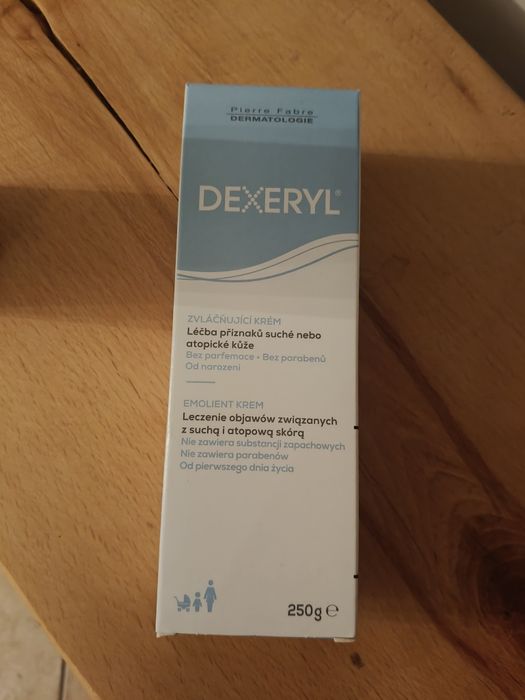 Pierre Fabre
DERMATOLOGIE
DEXERYL®
ZVLÁČŇUJÍCÍ KRÉM
Léčba příznaků suché nebo
atopické kůže
Bez parfemace • Bez parabenů
Od narození
EMOLIENT KREM
Leczenie objawów związanych
z suchą i atopową skórą
Nie zawiera substancji zapachowych
Nie zawiera parabenów
Od pierwszego dnia życia
250g ℮